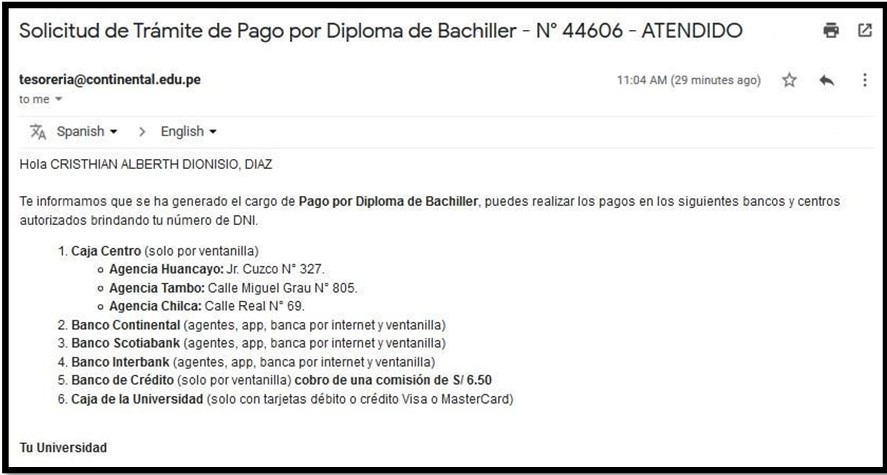 Solicitud de Trámite de Pago por Diploma de Bachiller - N° 44606 - ATENDIDO
tesoreria@continental.edu.pe
11:04 AM (29 minutes ago)
to me
Spanish > English
Hola CRISTHIAN ALBERTH DIONISIO, DIAZ
Te informamos que se ha generado el cargo de Pago por Diploma de Bachiller, puedes realizar los pagos en los siguientes bancos y centros
autorizados brindando tu número de DNI.
1. Caja Centro (solo por ventanilla)
Agencia Huancayo: Jr. Cuzco N° 327.
Agencia Tambo: Calle Miguel Grau N° 805.
Agencia Chilca: Calle Real N° 69.
2. Banco Continental (agentes, app, banca por internet y ventanilla)
3. Banco Scotiabank (agentes, app, banca por internet y ventanilla)
4. Banco Interbank (agentes, app, banca por internet y ventanilla)
5. Banco de Crédito (solo por ventanilla) cobro de una comisión de S/ 6.50
6. Caja de la Universidad (solo con tarjetas débito o crédito Visa o MasterCard)
Tu Universidad